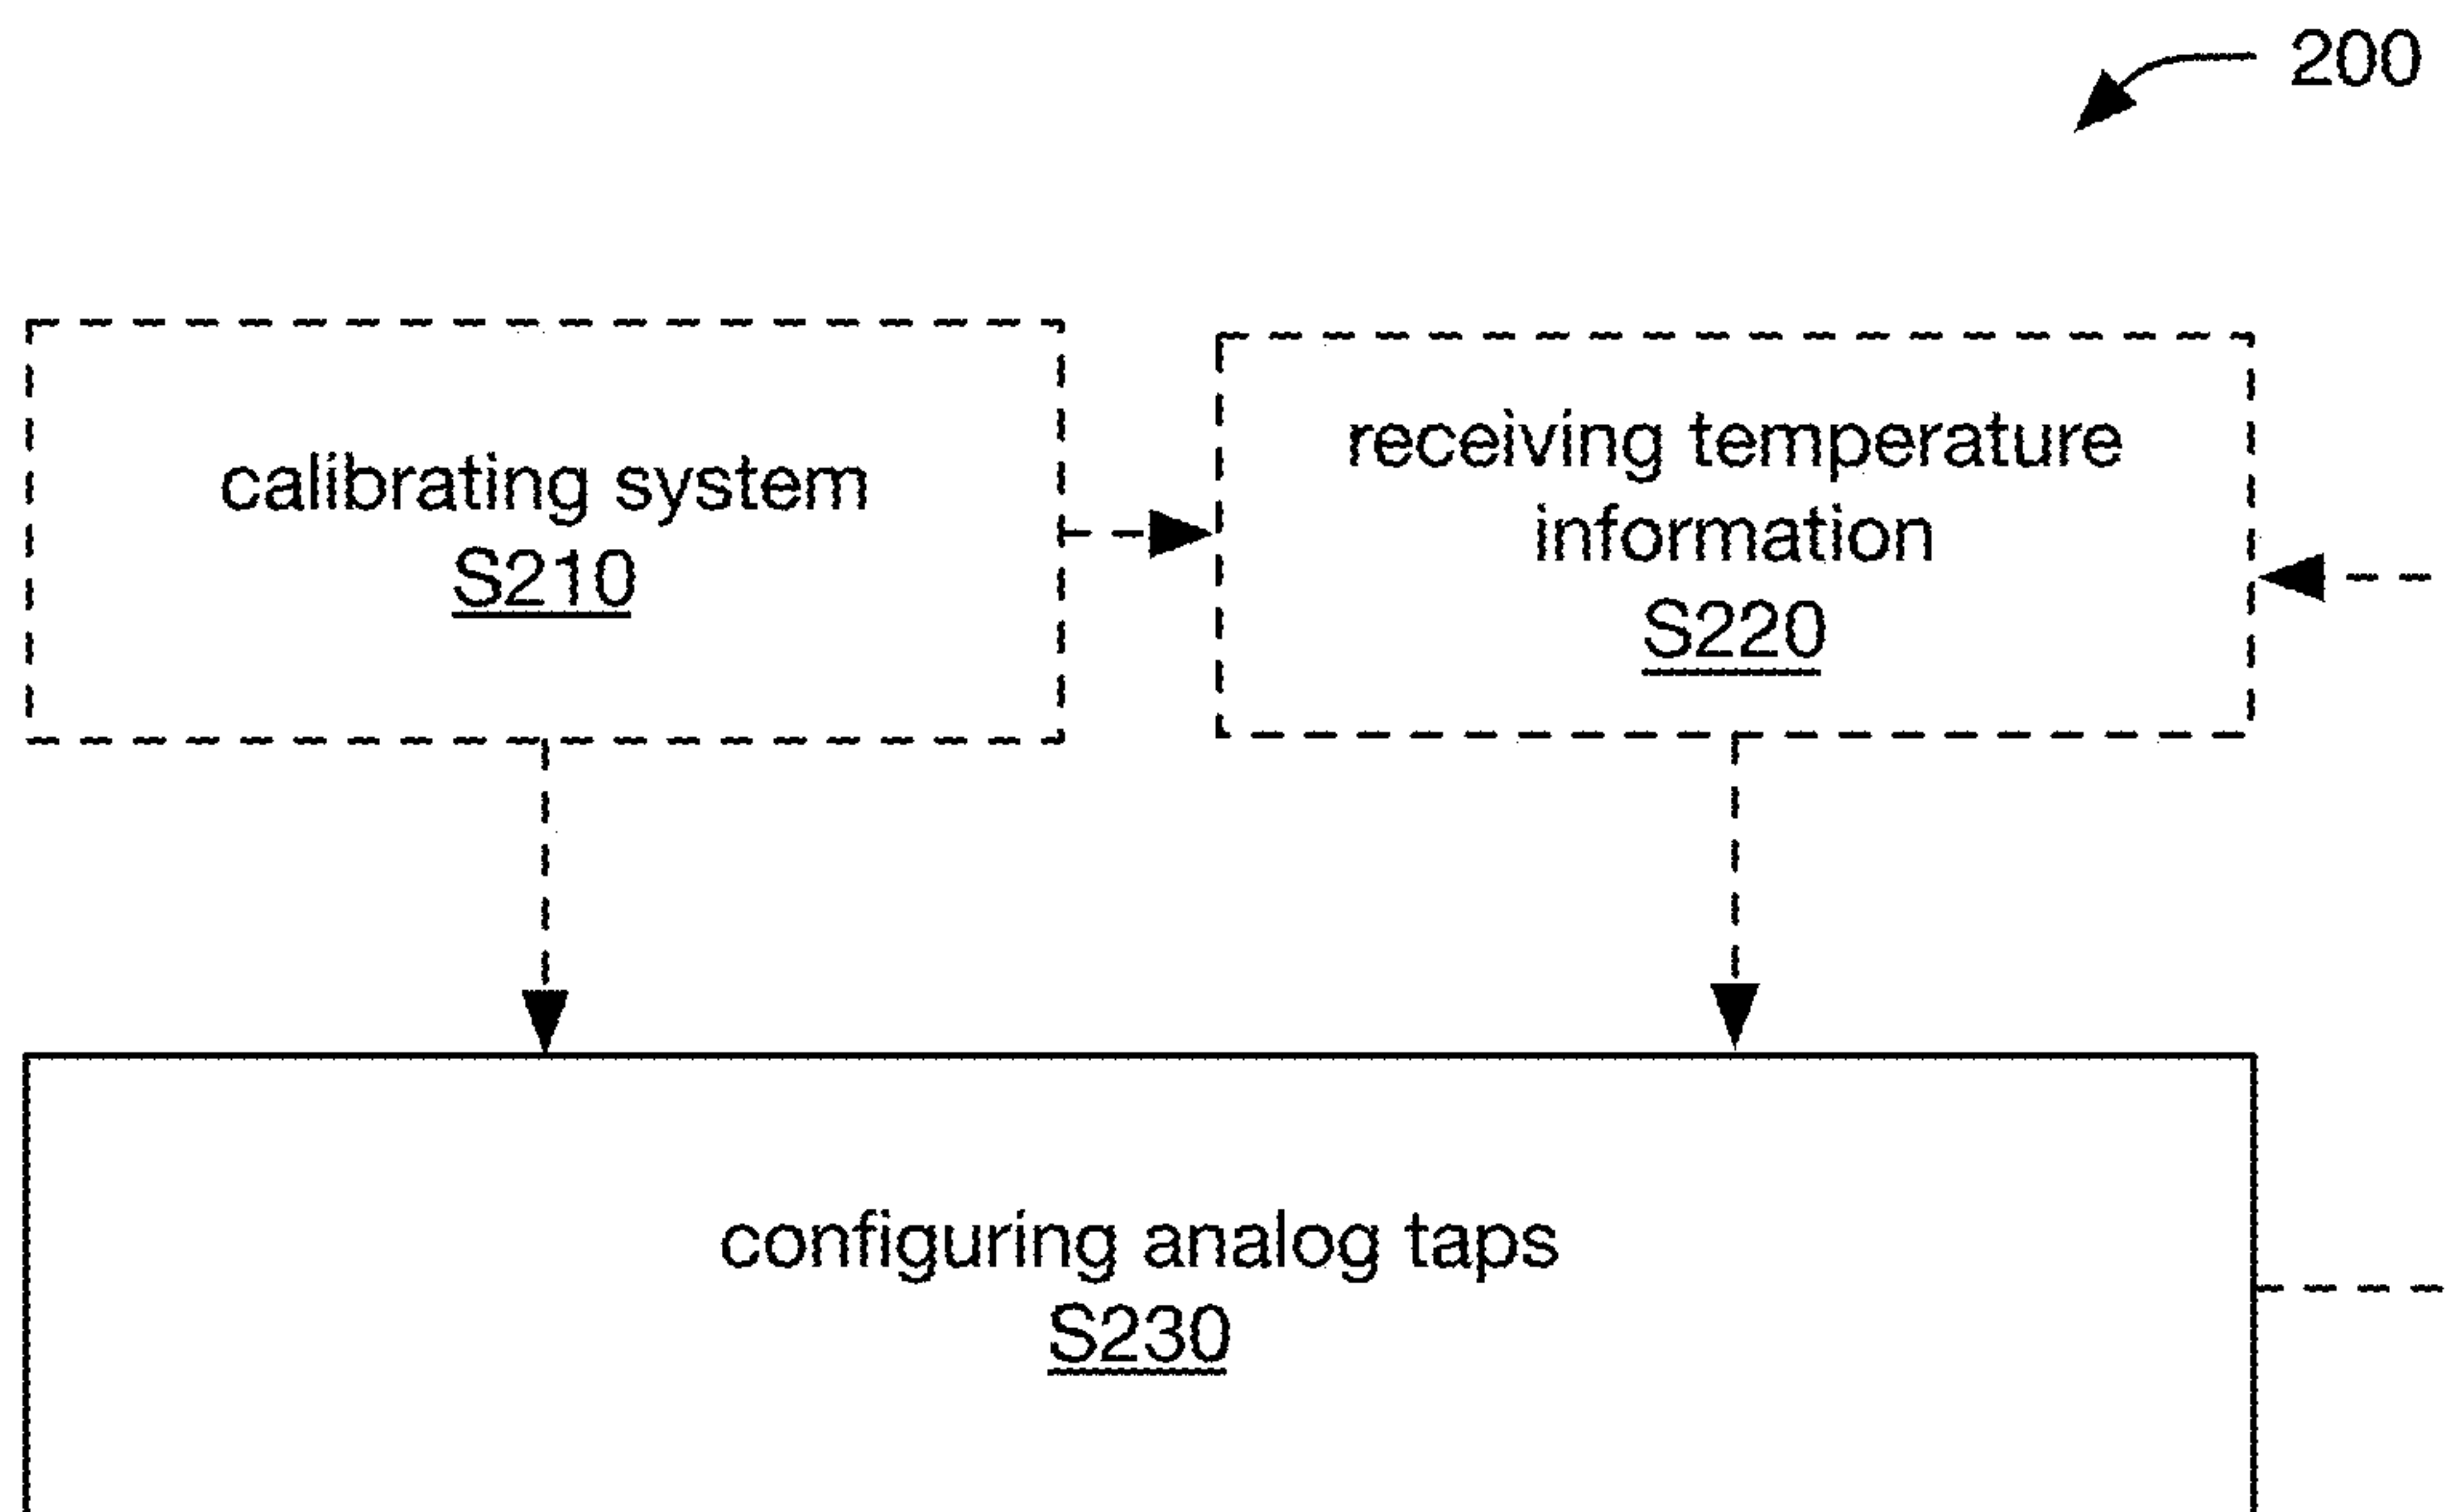 200
calibrating system
S210
receiving temperature
information
S220
configuring analog taps
S230